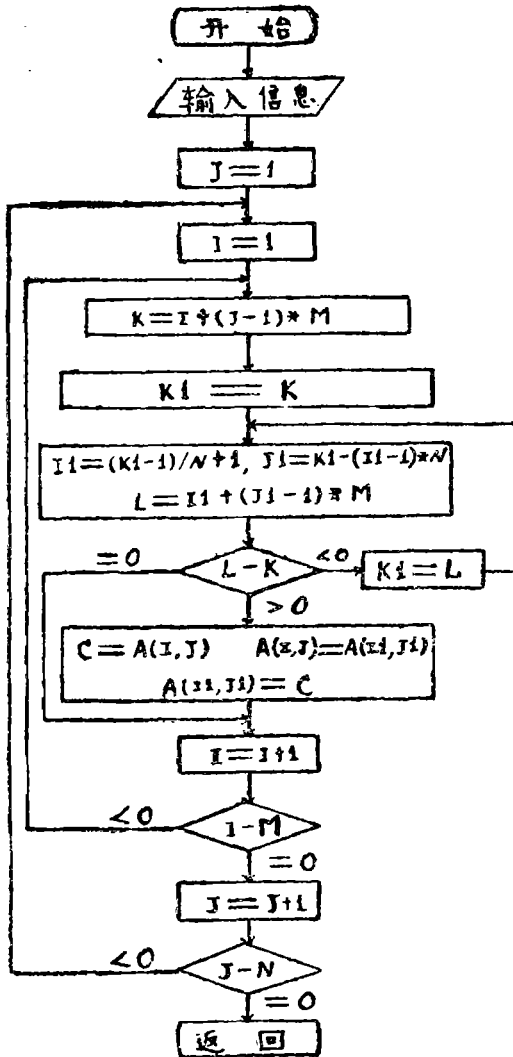 开 始
输入信息
J=1
I=1
K=I+(J-1)* M
K1 = K
I1=(K1-1)/N+1, J1=K1-(I1-1)*N
L=I1+(J1-1)* M
=0
L-K
<0
K1=L
>0
C=A(I,J) A(I,J)=A(I1,J1)
A(I1,J1)=C
I=I+1
<0
I-M
=0
J=J+1
<0
J-N
=0
返 回